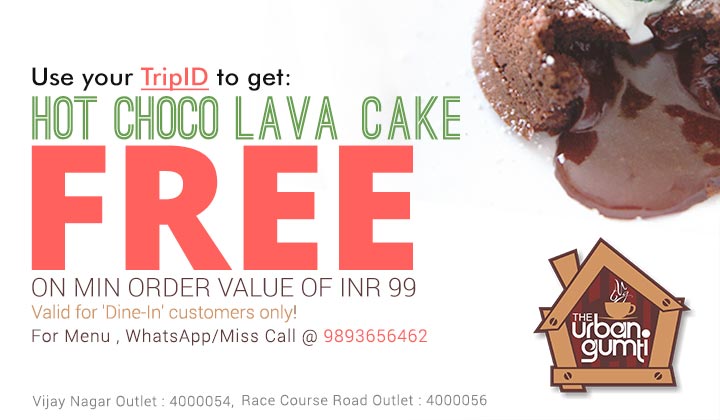 Use your TripID to get:
HOT CHOCO LAVA CAKE
FREE
ON MIN ORDER VALUE OF INR 99
Valid for 'Dine-In' customers only!
For Menu , WhatsApp/Miss Call @ 9893656462
THE
urban
gumti
Vijay Nagar Outlet : 4000054, Race Course Road Outlet : 4000056